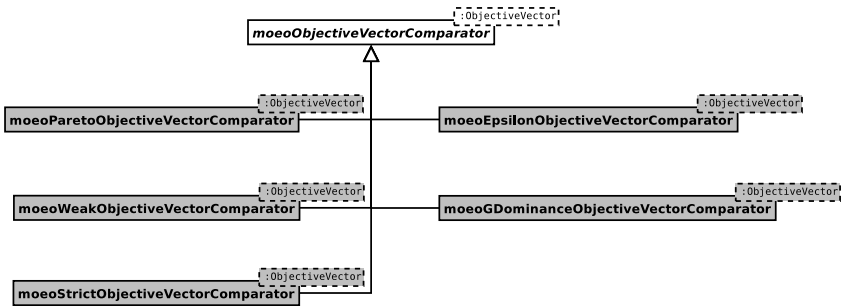 :ObjectiveVector
moeoObjectiveVectorComparator
:ObjectiveVector
moeoParetoObjectiveVectorComparator
:ObjectiveVector
moeoEpsilonObjectiveVectorComparator
:ObjectiveVector
moeoWeakObjectiveVectorComparator
:ObjectiveVector
moeoGDominanceObjectiveVectorComparator
:ObjectiveVector
moeoStrictObjectiveVectorComparator